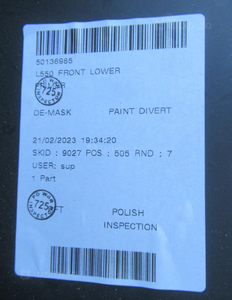 50136965
L550 FRONT LOWER
DE-MASK PAINT DIVERT
21/02/2023 19:34:20
SKID : 9027 POS : 505 RND : 7
USER: sup
1 Part
POLISH
INSPECTION
725
725